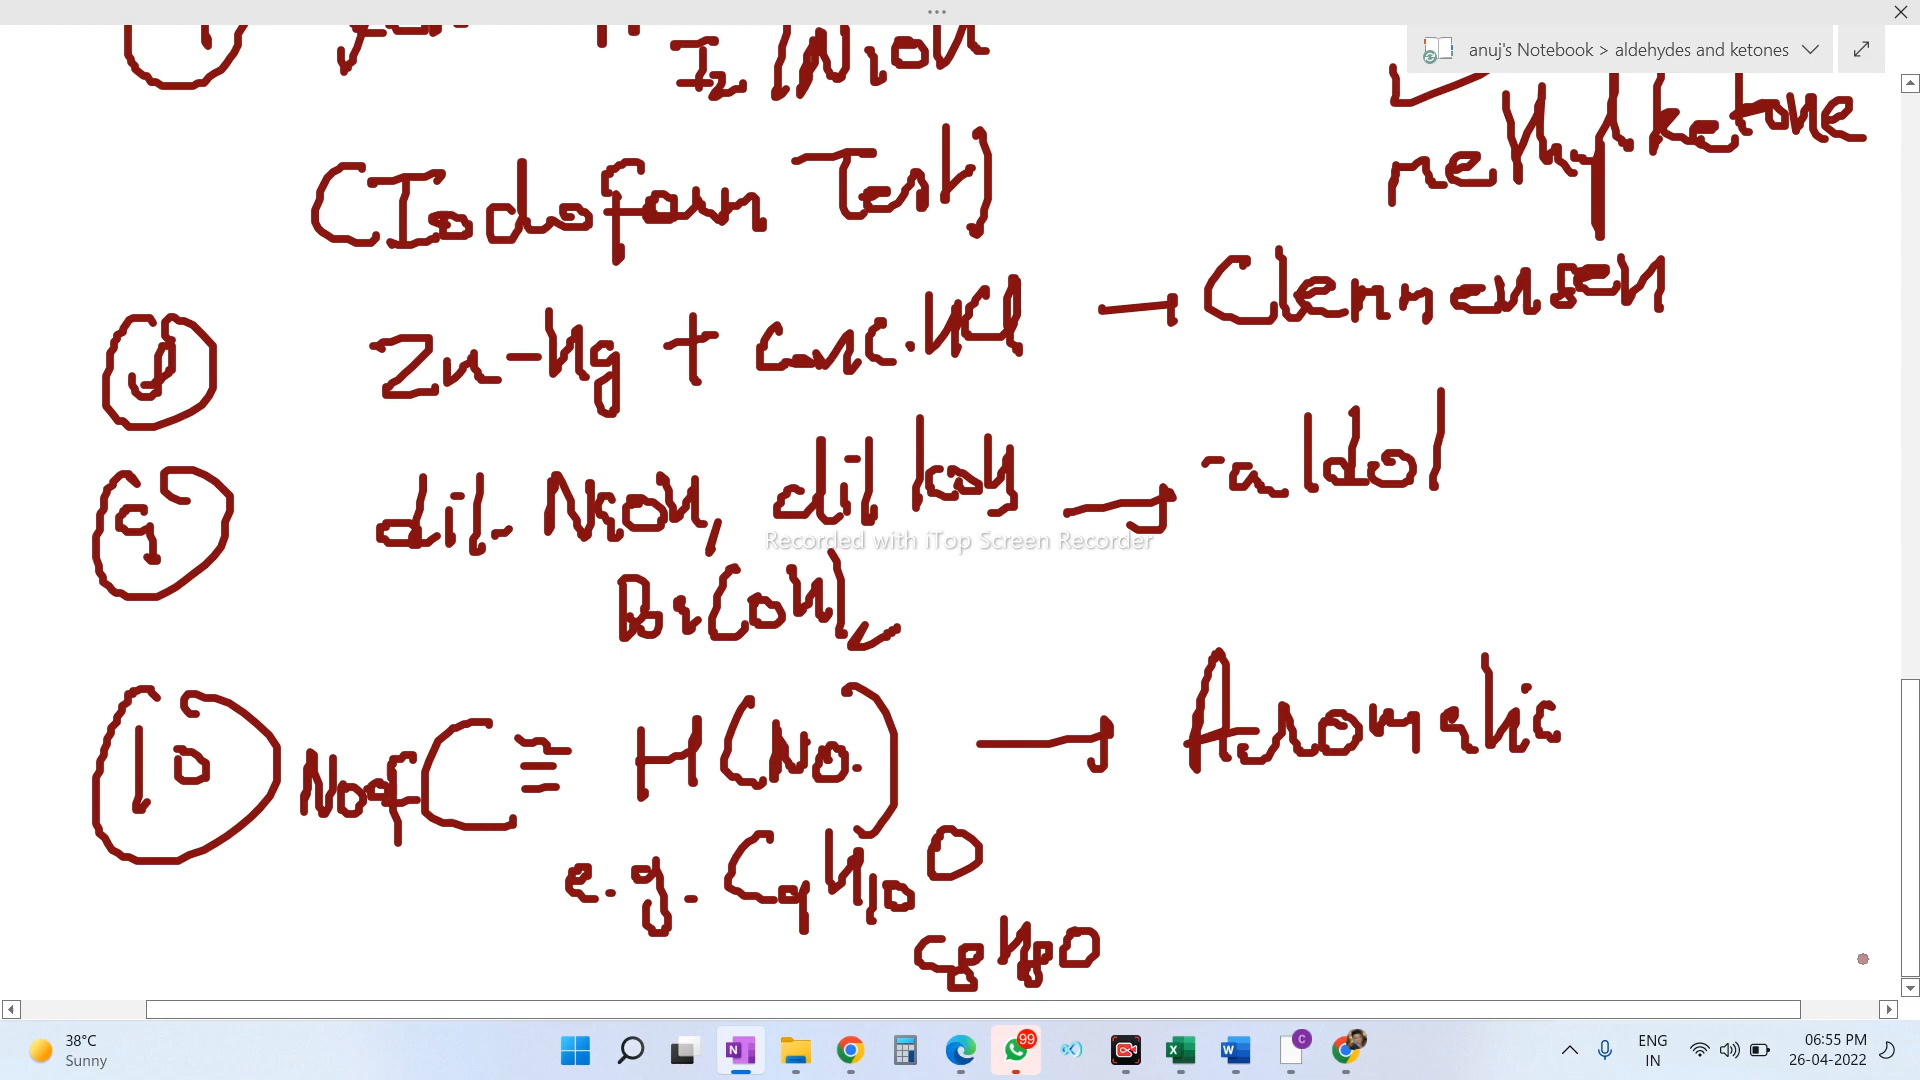 anuj's Notebook > aldehydes and ketones
I2/NaOH
methyl ketone
(Iodoform Test)
8 Zn-Hg + conc. HCl → Clemmensen
9 dil. NaOH, dil KOH → -aldol
Ba(OH)2
Recorded with iTop Screen Recorder
10 No of C ≡ H(No.) → Aromatic
e.g. C9H10O
C8H8O
38°C
Sunny
99
ENG
IN
06:55 PM
26-04-2022